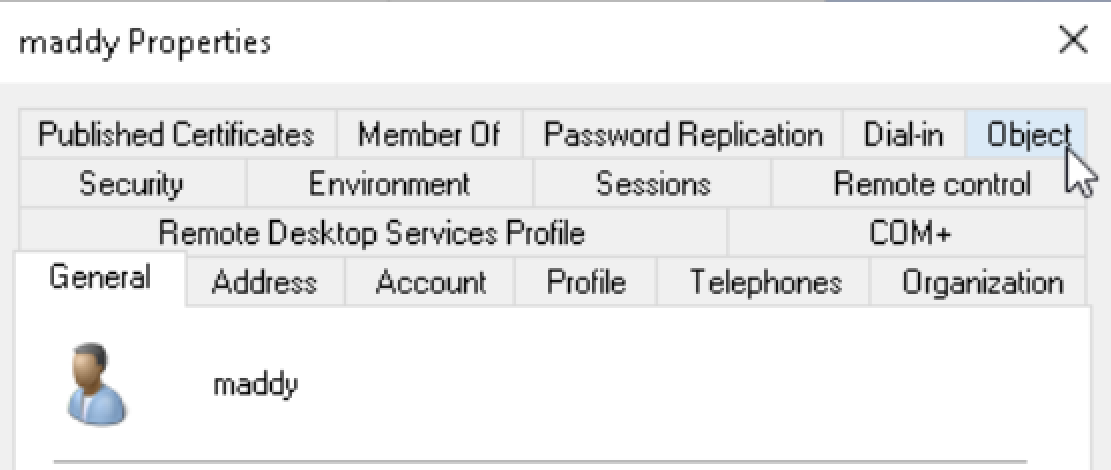 maddy Properties
Published Certificates Member Of Password Replication Dial-in Object
Security Environment Sessions Remote control
Remote Desktop Services Profile COM+
General Address Account Profile Telephones Organization
maddy